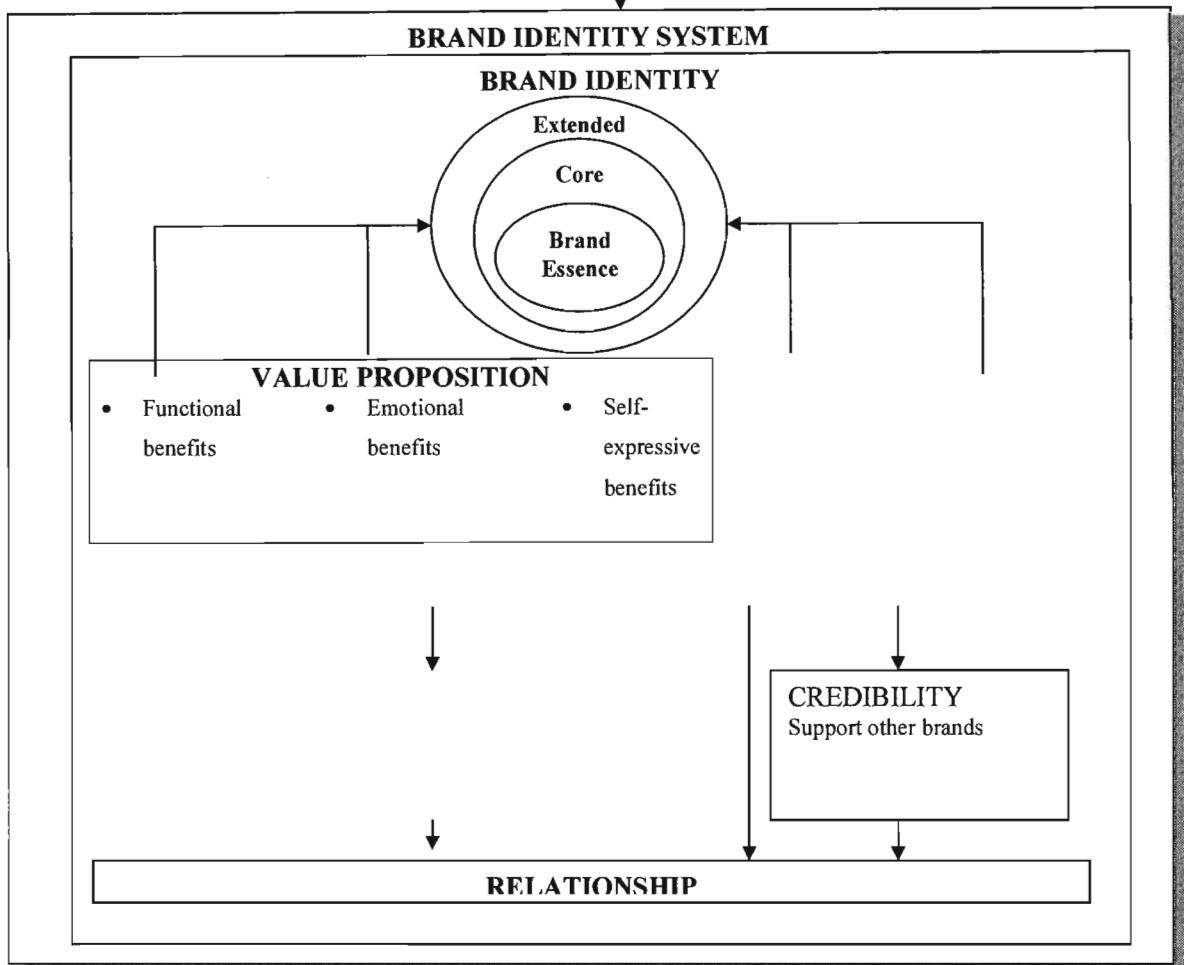 BRAND IDENTITY SYSTEM
BRAND IDENTITY
Extended
Core
Brand
Essence
VALUE PROPOSITION
• Functional
benefits
• Emotional
benefits
• Self-
expressive
benefits
CREDIBILITY
Support other brands
RELATIONSHIP